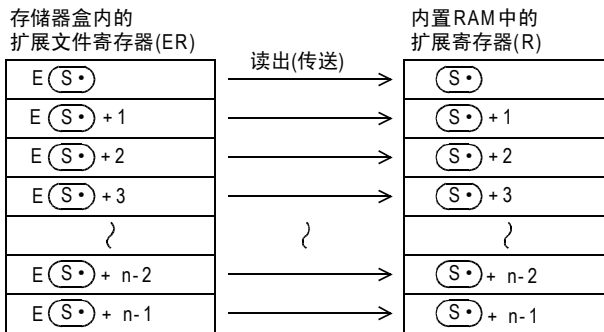 存储器盒内的
扩展文件寄存器(ER)
内置RAM中的
扩展寄存器(R)
读出(传送)
E(S•) (S•)
E(S•)+1 (S•)+1
E(S•)+2 (S•)+2
E(S•)+3 (S•)+3
E(S•)+ n-2 (S•)+ n-2
E(S•)+ n-1 (S•)+ n-1